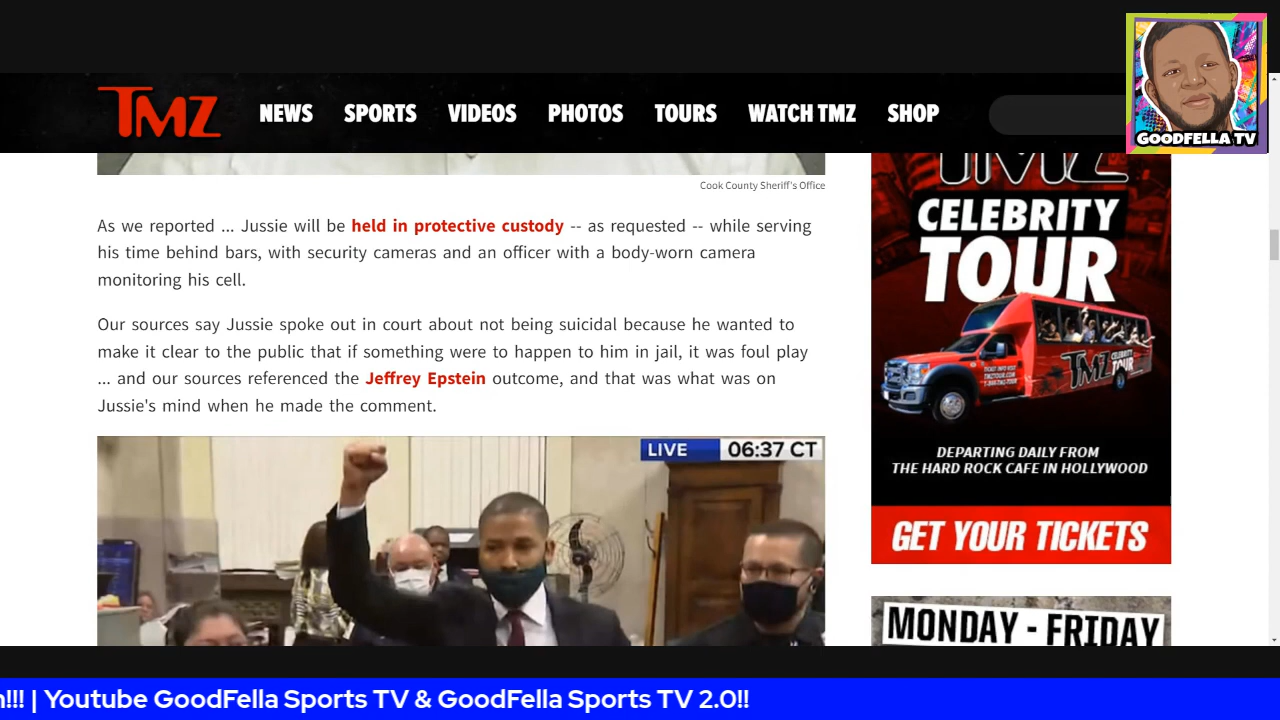 TMZ NEWS SPORTS VIDEOS PHOTOS TOURS WATCH TMZ SHOP
GOODFELLA TV
Cook County Sheriff's Office
As we reported ... Jussie will be held in protective custody -- as requested -- while serving
his time behind bars, with security cameras and an officer with a body-worn camera
monitoring his cell.
Our sources say Jussie spoke out in court about not being suicidal because he wanted to
make it clear to the public that if something were to happen to him in jail, it was foul play
... and our sources referenced the Jeffrey Epstein outcome, and that was what was on
Jussie's mind when he made the comment.
LIVE 06:37 CT
TMZ
CELEBRITY
TOUR
TMZ CELEBRITY TOUR
DEPARTING DAILY FROM
THE HARD ROCK CAFE IN HOLLYWOOD
GET YOUR TICKETS
MONDAY - FRIDAY
!!! | Youtube GoodFella Sports TV & GoodFella Sports TV 2.0!!